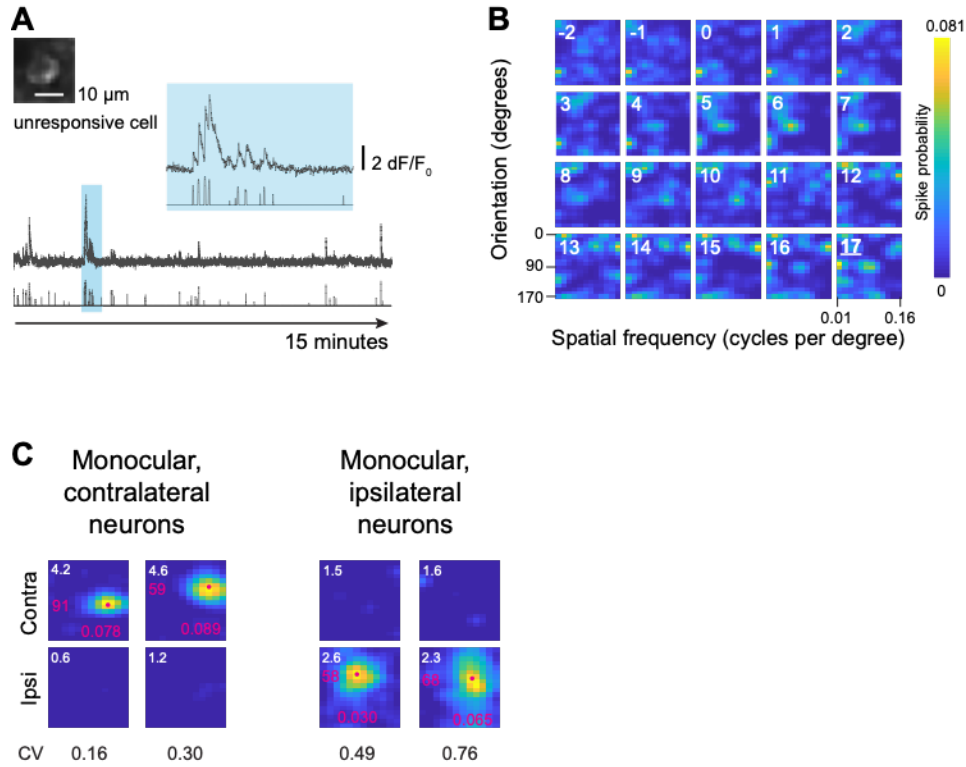 A
10 µm
unresponsive cell
2 dF/F0
15 minutes
B
Orientation (degrees)
-2 -1 0 1 2
3 4 5 6 7
8 9 10 11 12
0
13 14 15 16 17
90
170
0.01 0.16
Spatial frequency (cycles per degree)
0.081
Spike probability
0
C
Monocular,
contralateral
neurons
Monocular,
ipsilateral
neurons
Contra
4.2 4.6 1.5 1.6
91 59
0.078 0.089
Ipsi
0.6 1.2 2.6 2.3
58 68
0.030 0.065
CV 0.16 0.30 0.49 0.76